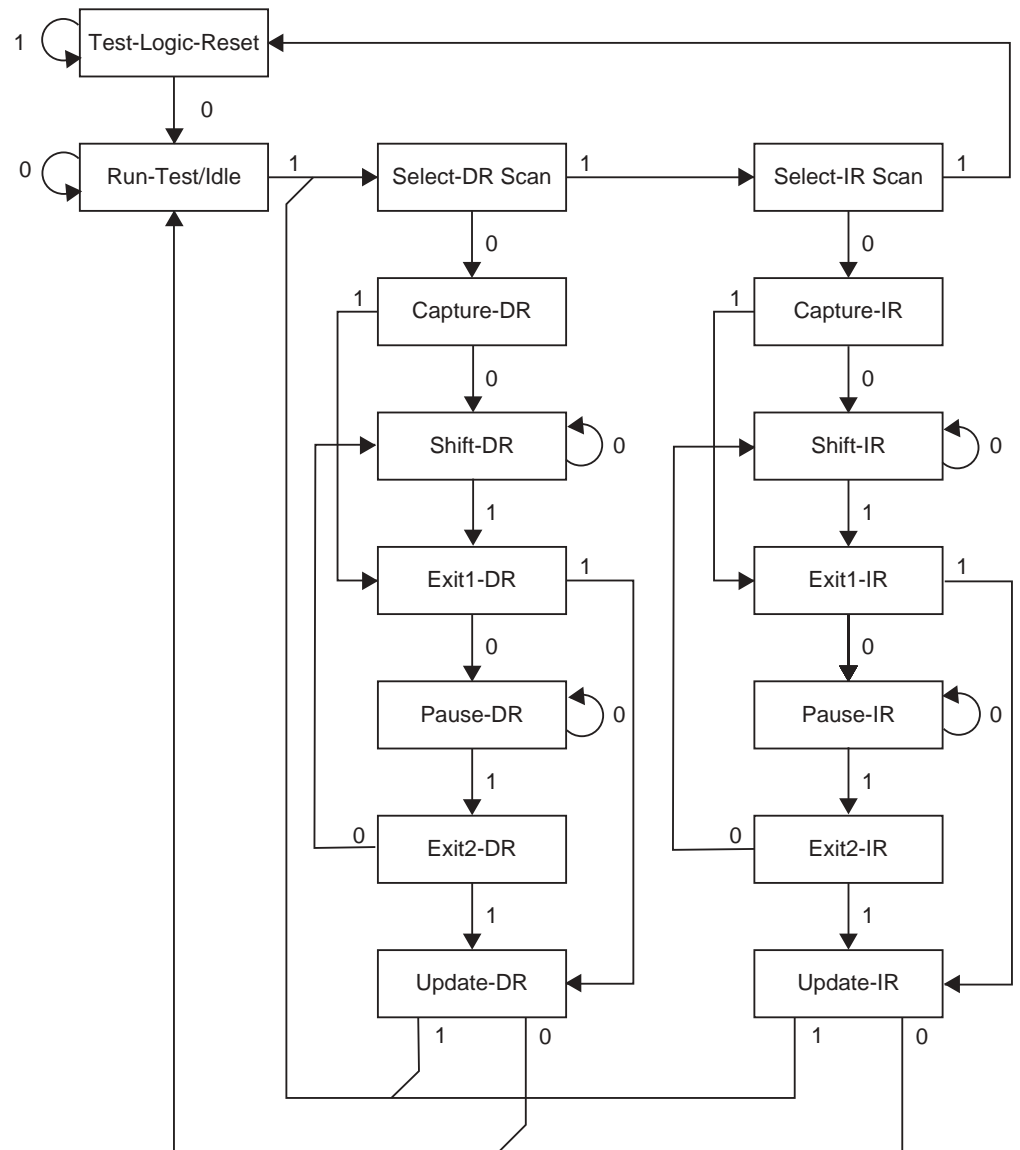 1 Test-Logic-Reset
0
0 Run-Test/Idle 1 Select-DR Scan 1 Select-IR Scan 1
0 0
1 Capture-DR 1 Capture-IR
0 0
Shift-DR 0 Shift-IR 0
1 1
Exit1-DR 1 Exit1-IR 1
0 0
Pause-DR 0 Pause-IR 0
1 1
0 Exit2-DR 0 Exit2-IR
1 1
Update-DR Update-IR
1 0 1 0